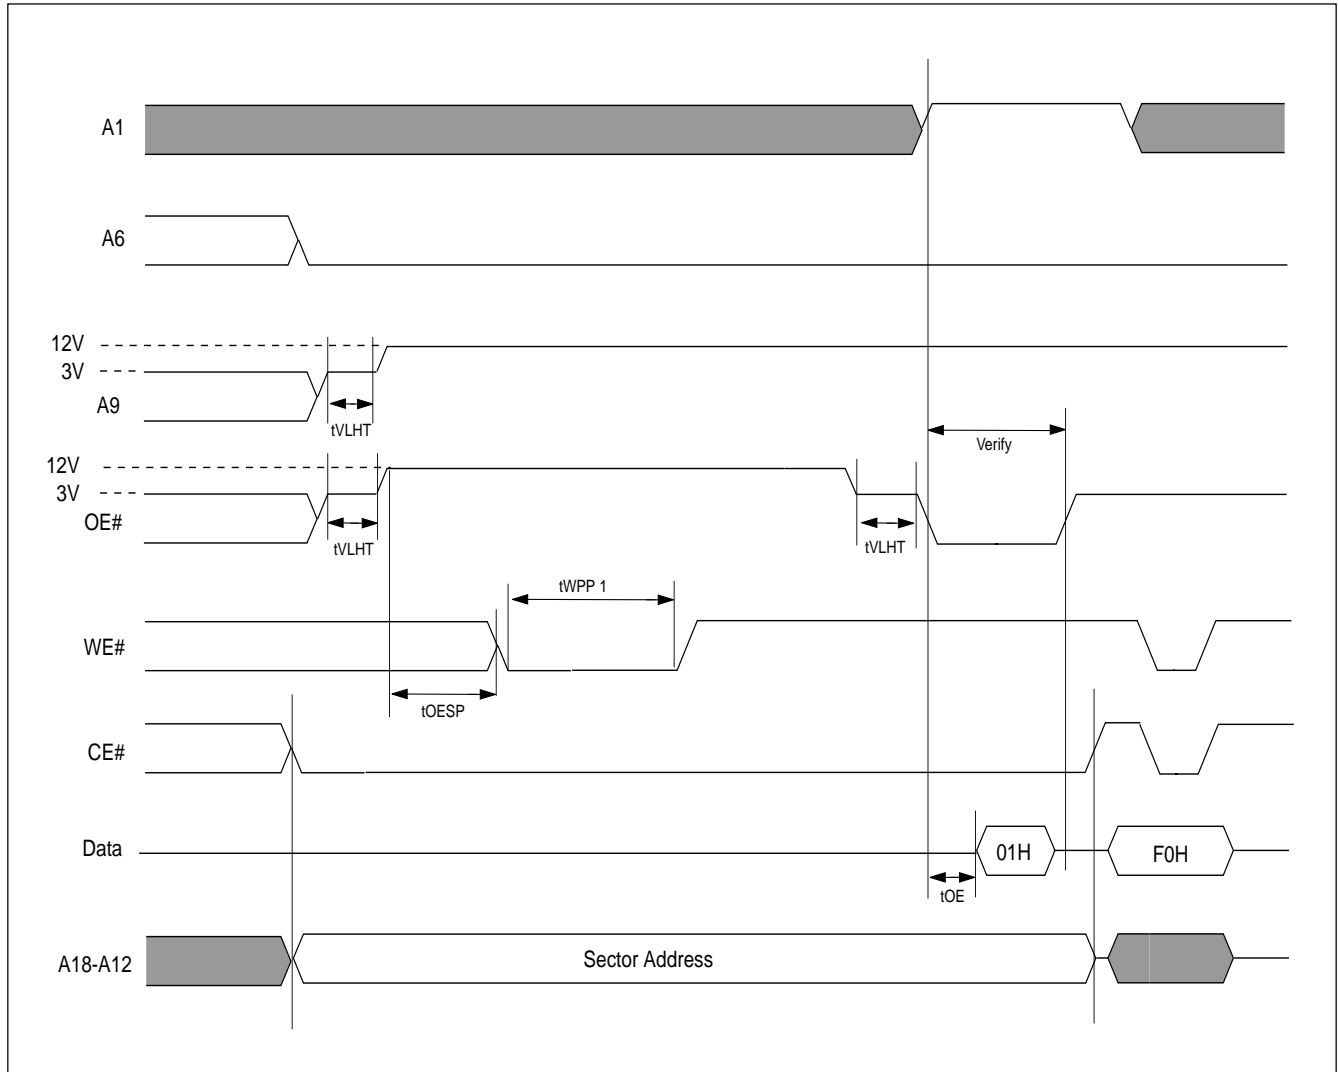 A1
A6
12V
3V
A9
tVLHT
Verify
12V
3V
OE#
tVLHT
tVLHT
tWPP 1
WE#
tOESP
CE#
Data
01H
F0H
tOE
A18-A12
Sector Address